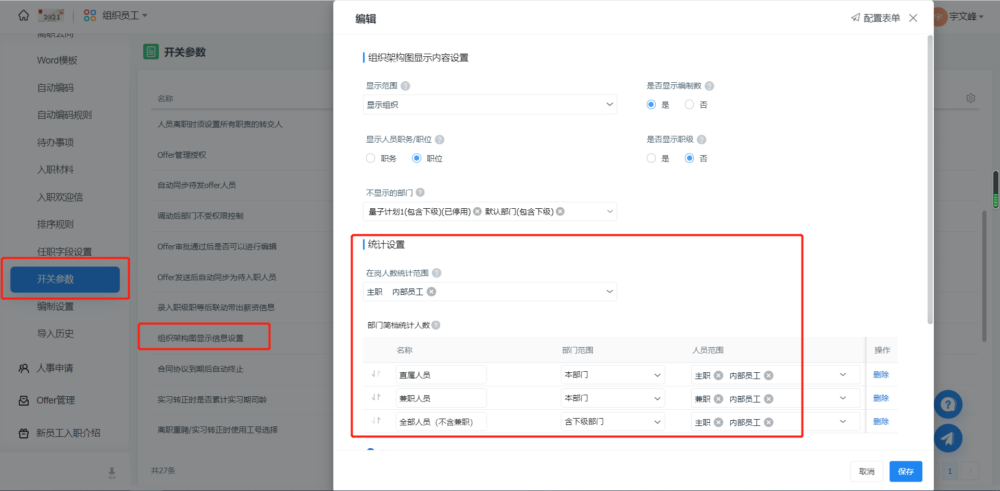 2021
组织员工
宇
宇文峰
Word模板
自动编码
自动编码规则
待办事项
入职材料
入职欢迎信
排序规则
任职字段设置
开关参数
编制设置
导入历史
人事申请
Offer管理
新员工入职介绍
开关参数
名称
人员离职时须设置所有职责的转交人
Offer管理授权
自动同步待发offer人员
调动后部门不受权限控制
Offer审批通过后是否可以进行编辑
Offer发送后自动同步为待入职人员
录入职级职等后联动带出薪资信息
组织架构图显示信息设置
合同协议到期后自动终止
实习转正时是否累计实习期司龄
离职重聘/实习转正时使用工号选择
共27条
1
编辑
配置表单
组织架构图显示内容设置
显示范围 ?
是否显示编制数 ?
显示组织
是 否
显示人员职务/职位 ?
是否显示职级 ?
职务 职位
是 否
不显示的部门 ?
量子计划1(包含下级)(已停用) 默认部门(包含下级)
统计设置
在岗人数统计范围 ?
主职 内部员工
部门简档统计人数 ?
名称 部门范围 人员范围 操作
直属人员 本部门 主职 内部员工 删除
兼职人员 本部门 兼职 内部员工 删除
全部人员（不含兼职） 含下级部门 主职 内部员工 删除
取消 保存